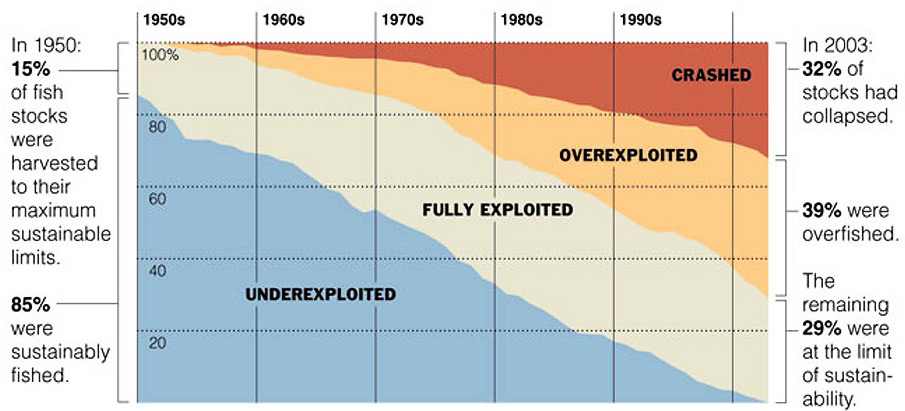 1950s 1960s 1970s 1980s 1990s
In 1950:
15%
of fish
stocks
were
harvested
to their
maximum
sustainable
limits.
85%
were
sustainably
fished.
100%
80
60
40
20
CRASHED
OVEREXPLOITED
FULLY EXPLOITED
UNDEREXPLOITED
In 2003:
32% of
stocks had
collapsed.
39% were
overfished.
The
remaining
29% were
at the limit
of sustain-
ability.